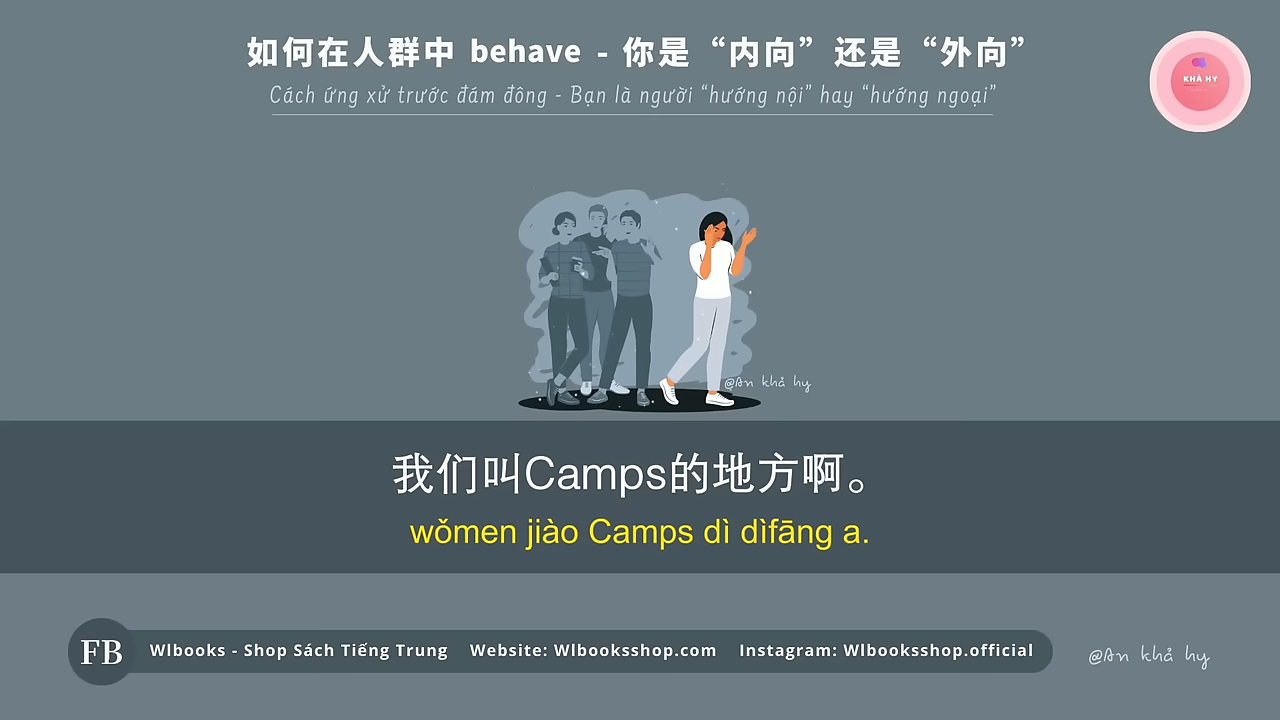 如何在人群中 behave - 你是“内向”还是“外向”
Cách ứng xử trước đám đông - Bạn là người “hướng nội” hay “hướng ngoại”
KHẢ HY
@An khả hy
我们叫Camps的地方啊。
wǒmen jiào Camps dì dìfāng a.
FB
Wlbooks - Shop Sách Tiếng Trung Website: Wlbooksshop.com Instagram: Wlbooksshop.official
@An khả hy